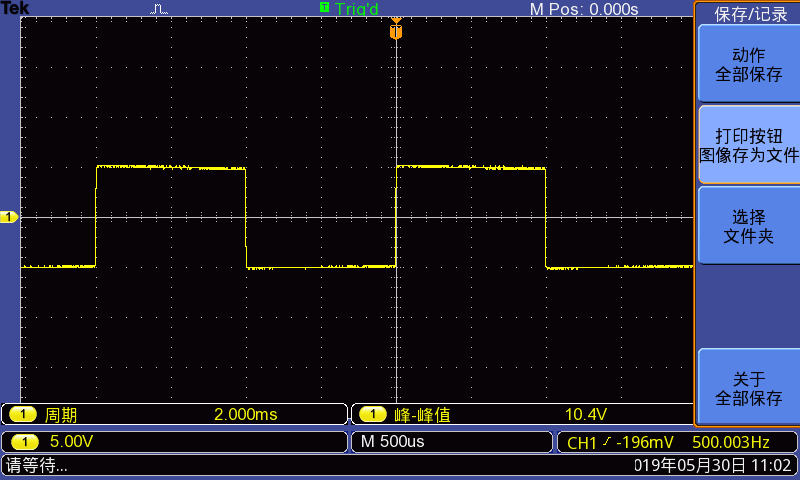 Tek
T Trig'd
M Pos: 0.000s
T
1
保存/记录
动作
全部保存
打印按钮
图像存为文件
选择
文件夹
关于
全部保存
1 周期 2.000ms
1 峰-峰值 10.4V
1 5.00V
M 500us
CH1 -196mV 500.003Hz
请等待...
019年05月30日 11:02